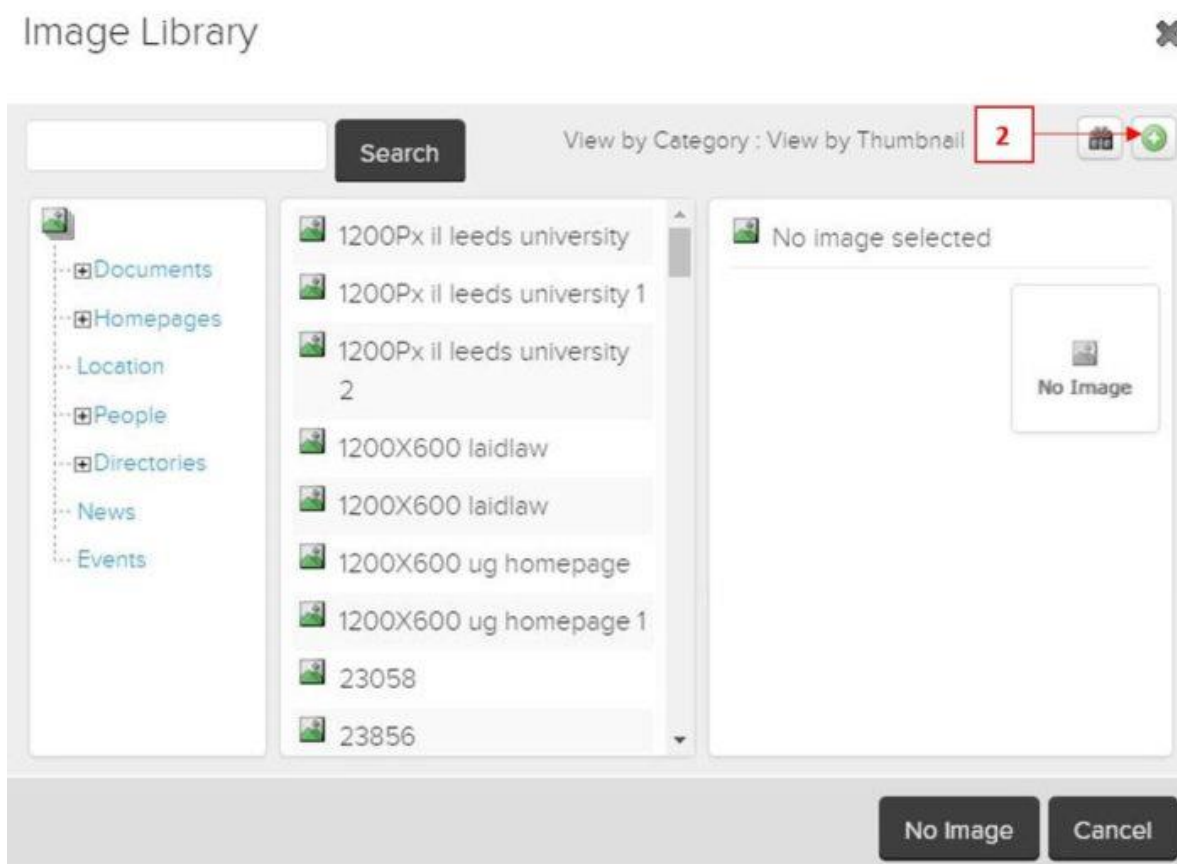 Image Library
Search
View by Category : View by Thumbnail
2
Documents
Homepages
Location
People
Directories
News
Events
1200Px il leeds university
1200Px il leeds university 1
1200Px il leeds university
2
1200X600 laidlaw
1200X600 laidlaw
1200X600 ug homepage
1200X600 ug homepage 1
23058
23856
No image selected
No Image
No Image
Cancel